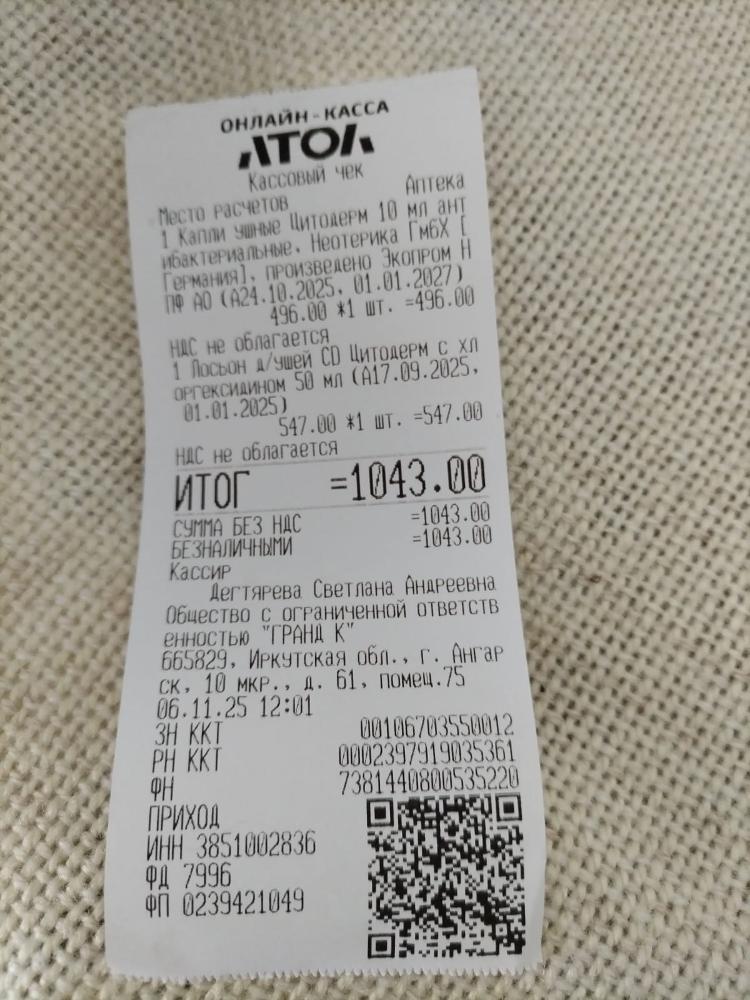 ОНЛАЙН-КАССА
АТОЛ
Кассовый чек
Место расчетов Аптека
1 Капли ушные Цитодерм 10 мл ант
ибактериальные, Неотерика ГмбХ [
Германия], произведено Экопром Н
ПФ АО (А24.10.2025, 01.01.2027)
496.00 *1 шт. =496.00
НДС не облагается
1 Лосьон д/ушей CD Цитодерм с хл
оргексидином 50 мл (А17.09.2025,
01.01.2025)
547.00 *1 шт. =547.00
НДС не облагается
ИТОГ =1043.00
СУММА БЕЗ НДС =1043.00
БЕЗНАЛИЧНЫМИ =1043.00
Кассир
Дегтярева Светлана Андреевна
Общество с ограниченной ответств
енностью "ГРАНД К"
665829, Иркутская обл., г. Ангар
ск, 10 мкр., д. 61, помещ.75
06.11.25 12:01
ЗН ККТ 00106703550012
РН ККТ 0002397919035361
ФН 7381440800535220
ПРИХОД
ИНН 3851002836
ФД 7996
ФП 0239421049